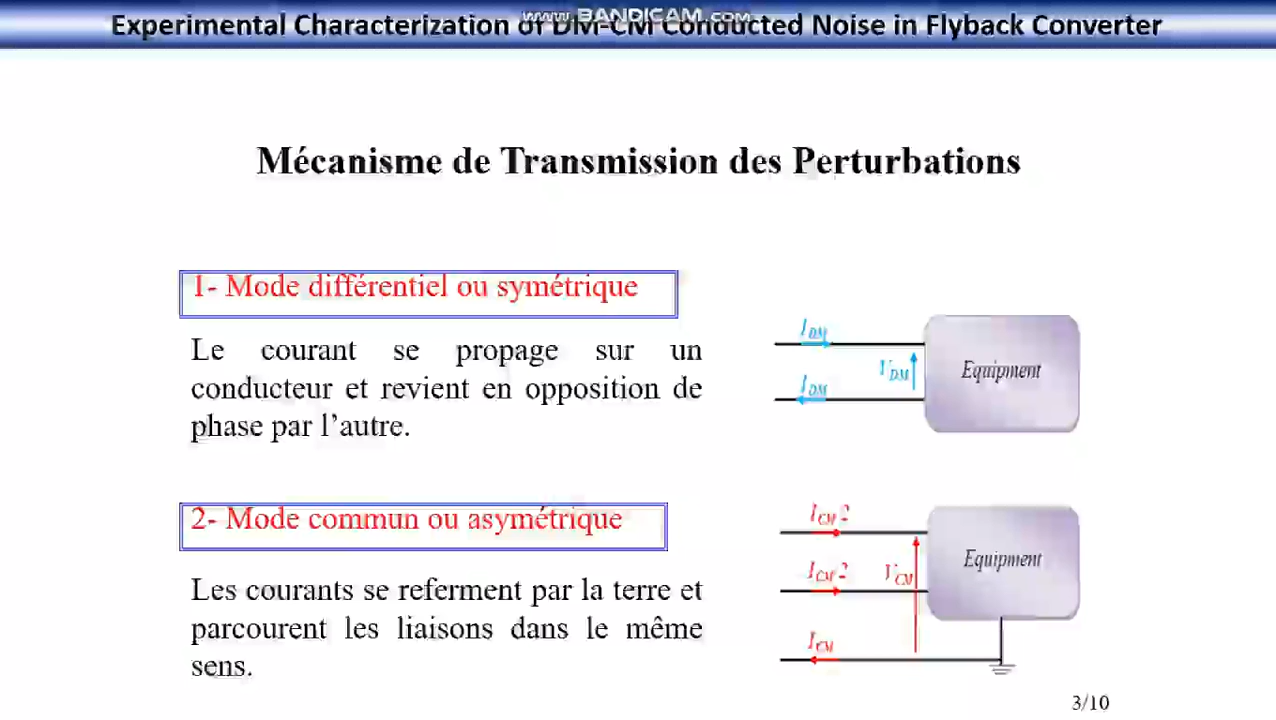 www.BANDICAM.com
Experimental Characterization of DM-CM Conducted Noise in Flyback Converter
Mécanisme de Transmission des Perturbations
1- Mode différentiel ou symétrique
Le courant se propage sur un
conducteur et revient en opposition de
phase par l’autre.
I_DM
V_DM
I_DM
Equipment
2- Mode commun ou asymétrique
Les courants se referment par la terre et
parcourent les liaisons dans le même
sens.
I_CM 2
I_CM 2
V_CM
I_CM
Equipment
3/10